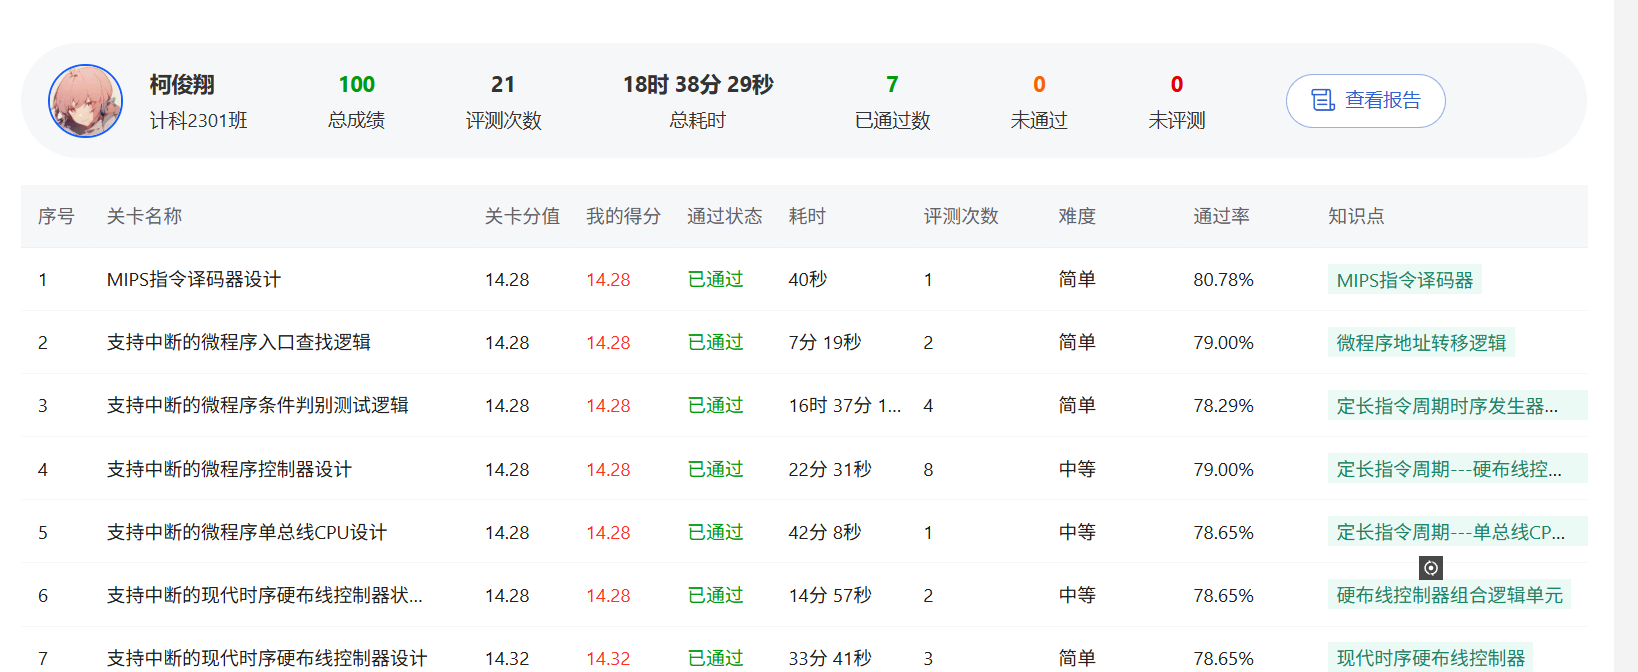 柯俊翔 100 21 18时 38分 29秒 7 0 0 查看报告
计科2301班 总成绩 评测次数 总耗时 已通过数 未通过 未评测
序号 关卡名称 关卡分值 我的得分 通过状态 耗时 评测次数 难度 通过率 知识点
1 MIPS指令译码器设计 14.28 14.28 已通过 40秒 1 简单 80.78% MIPS指令译码器
2 支持中断的微程序入口查找逻辑 14.28 14.28 已通过 7分 19秒 2 简单 79.00% 微程序地址转移逻辑
3 支持中断的微程序条件判别测试逻辑 14.28 14.28 已通过 16时 37分 1... 4 简单 78.29% 定长指令周期时序发生器...
4 支持中断的微程序控制器设计 14.28 14.28 已通过 22分 31秒 8 中等 79.00% 定长指令周期---硬布线控...
5 支持中断的微程序单总线CPU设计 14.28 14.28 已通过 42分 8秒 1 中等 78.65% 定长指令周期---单总线CP...
6 支持中断的现代时序硬布线控制器状... 14.28 14.28 已通过 14分 57秒 2 中等 78.65% 硬布线控制器组合逻辑单元
7 支持中断的现代时序硬布线控制器设计 14.32 14.32 已通过 33分 41秒 3 简单 78.65% 现代时序硬布线控制器